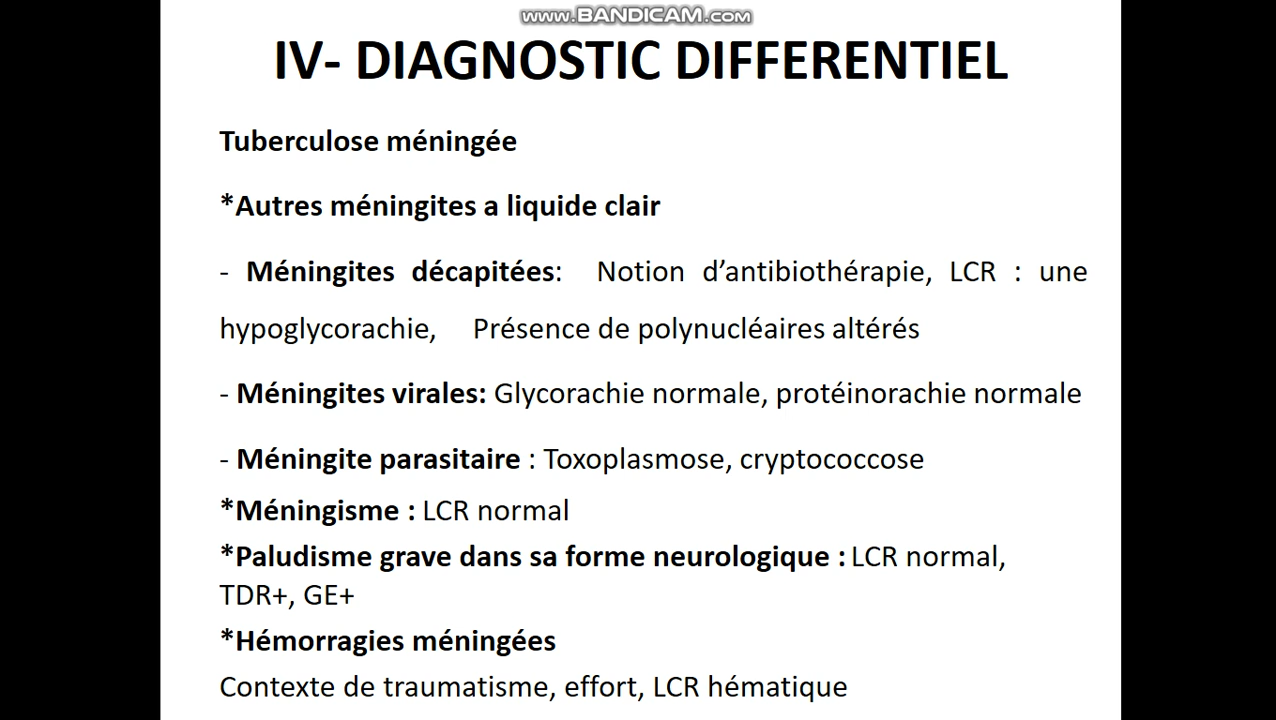 www.BANDICAM.com
IV- DIAGNOSTIC DIFFERENTIEL
Tuberculose méningée
*Autres méningites a liquide clair
- Méningites décapitées: Notion d’antibiothérapie, LCR : une
hypoglycorachie, Présence de polynucléaires altérés
- Méningites virales: Glycorachie normale, protéinorachie normale
- Méningite parasitaire : Toxoplasmose, cryptococcose
*Méningisme : LCR normal
*Paludisme grave dans sa forme neurologique : LCR normal,
TDR+, GE+
*Hémorragies méningées
Contexte de traumatisme, effort, LCR hématique